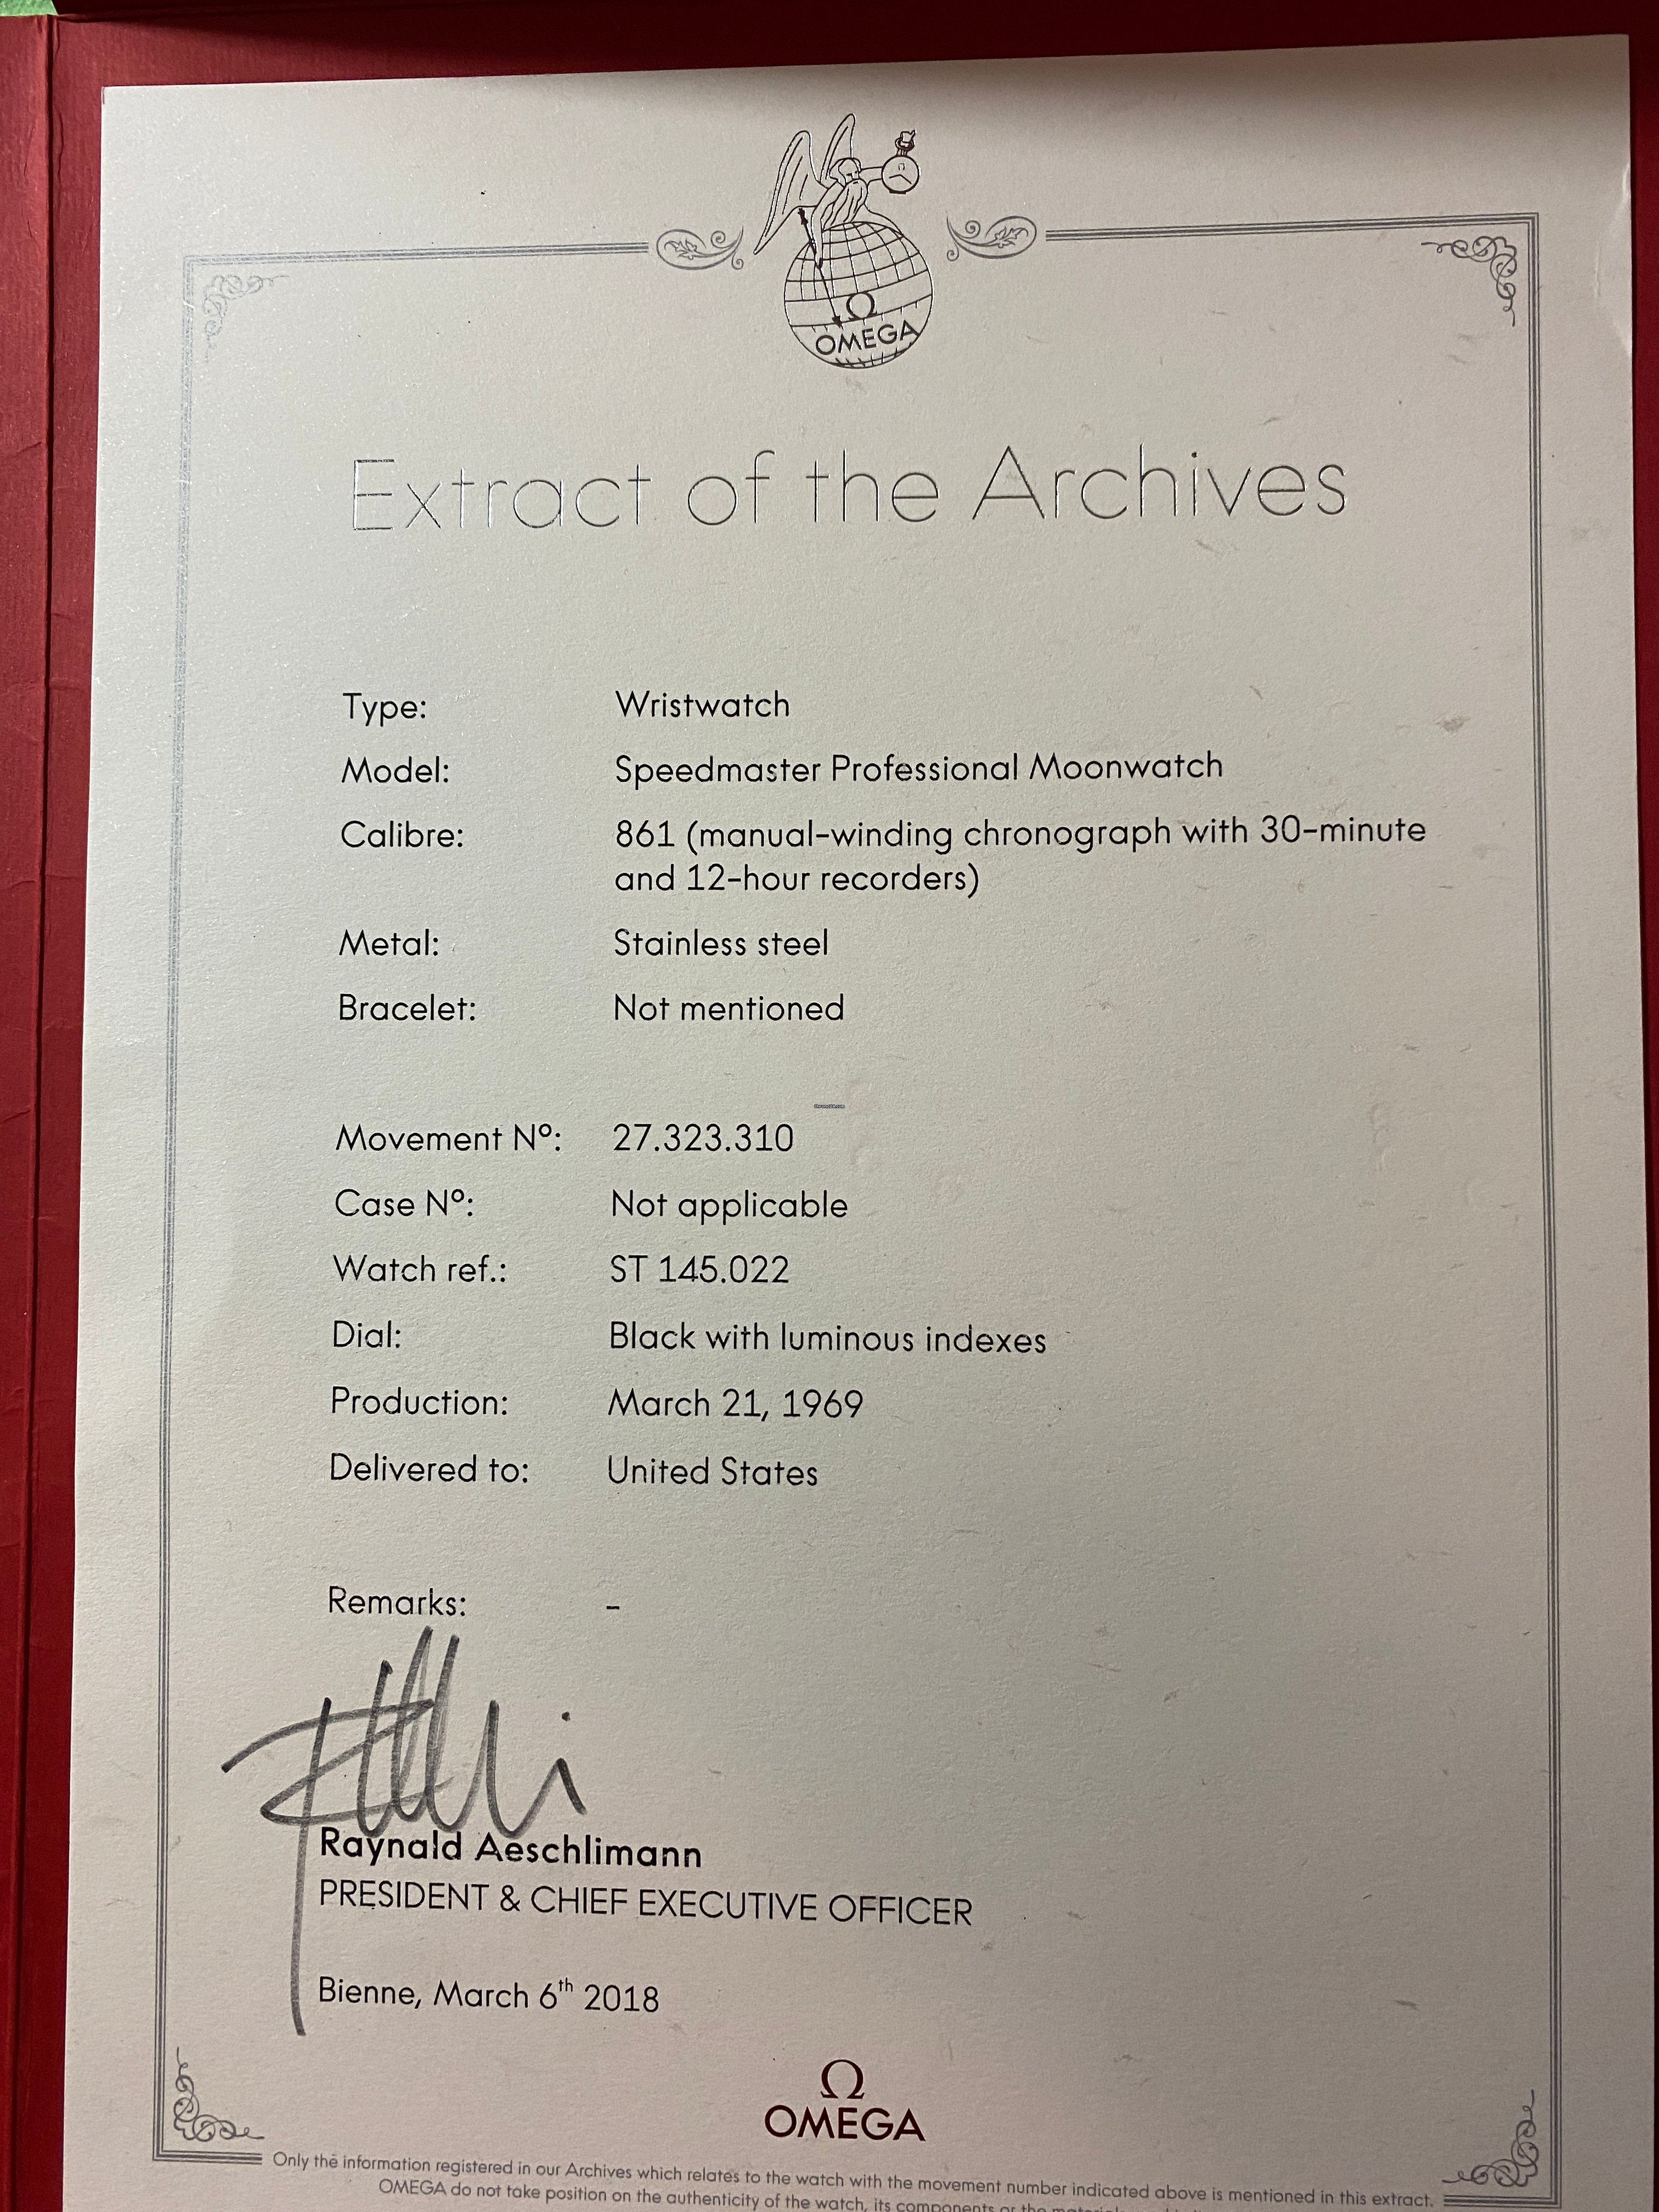 Ω
OMEGA
Extract of the Archives
Type: Wristwatch
Model: Speedmaster Professional Moonwatch
Calibre: 861 (manual-winding chronograph with 30-minute
and 12-hour recorders)
Metal: Stainless steel
Bracelet: Not mentioned
Movement Nº: 27.323.310
Case Nº: Not applicable
Watch ref.: ST 145.022
Dial: Black with luminous indexes
Production: March 21, 1969
Delivered to: United States
Remarks: -
Raynald Aeschlimann
PRESIDENT & CHIEF EXECUTIVE OFFICER
Bienne, March 6th 2018
Ω
OMEGA
Only the information registered in our Archives which relates to the watch with the movement number indicated above is mentioned in this extract.
OMEGA do not take position on the authenticity of the watch, its components or the